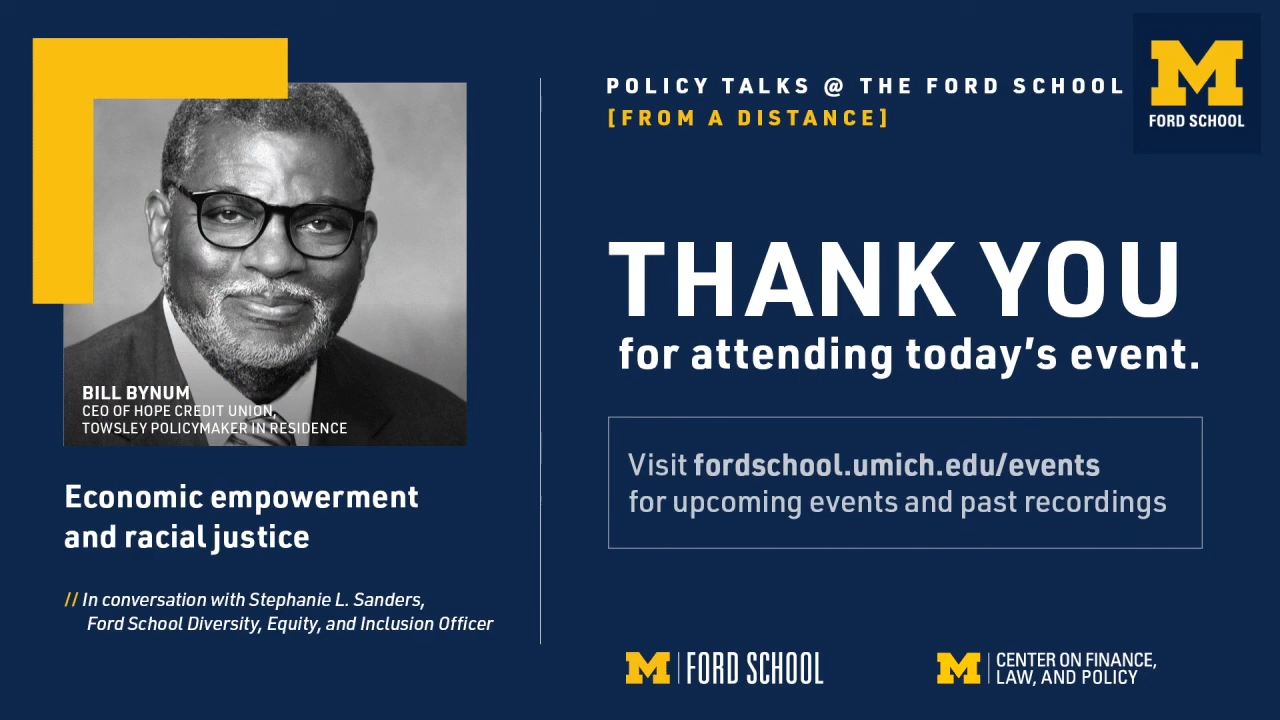 BILL BYNUM
CEO OF HOPE CREDIT UNION,
TOWSLEY POLICYMAKER IN RESIDENCE
Economic empowerment
and racial justice
// In conversation with Stephanie L. Sanders,
Ford School Diversity, Equity, and Inclusion Officer
POLICY TALKS @ THE FORD SCHOOL
[FROM A DISTANCE]
M
FORD SCHOOL
THANK YOU
for attending today's event.
Visit fordschool.umich.edu/events
for upcoming events and past recordings
M | FORD SCHOOL
M | CENTER ON FINANCE,
LAW, AND POLICY